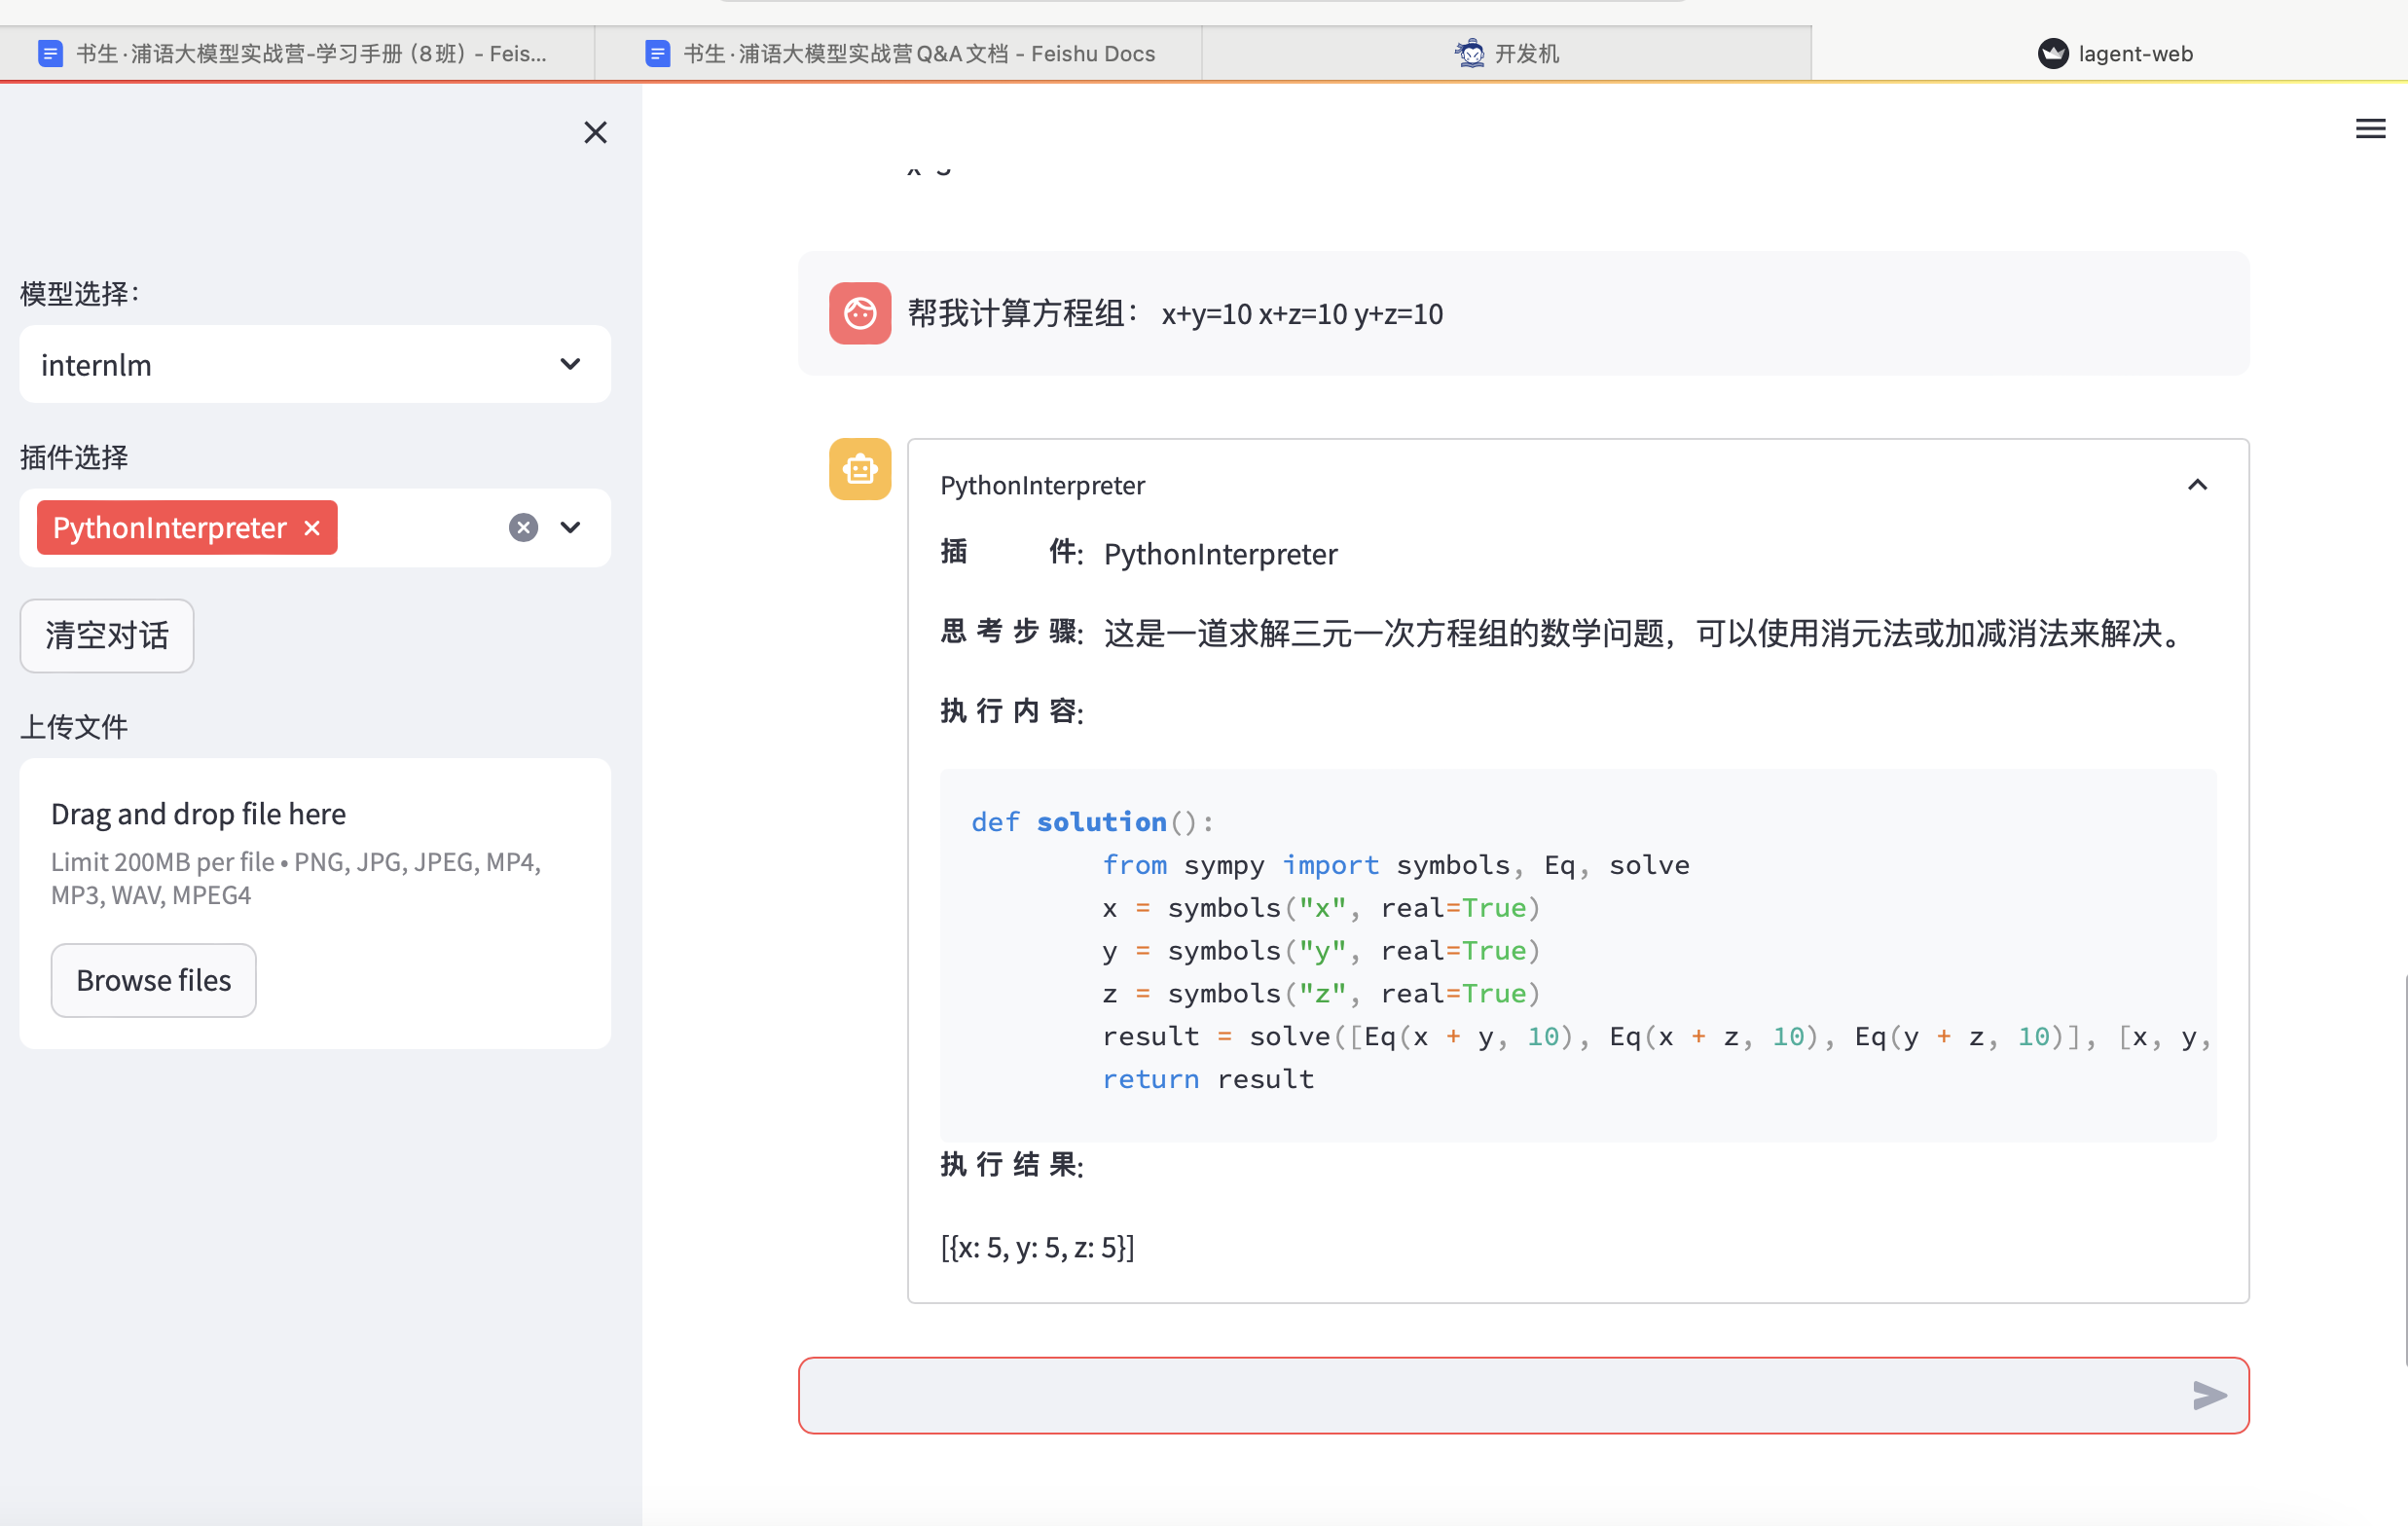 书生·浦语大模型实战营-学习手册 (8班) - Feis...
书生·浦语大模型实战营Q&A文档 - Feishu Docs
开发机
lagent-web
模型选择：
internlm
插件选择
PythonInterpreter
清空对话
上传文件
Drag and drop file here
Limit 200MB per file • PNG, JPG, JPEG, MP4,
MP3, WAV, MPEG4
Browse files
帮我计算方程组： x+y=10 x+z=10 y+z=10
PythonInterpreter
插 件: PythonInterpreter
思 考 步 骤: 这是一道求解三元一次方程组的数学问题，可以使用消元法或加减消法来解决。
执 行 内 容:
def solution():
from sympy import symbols, Eq, solve
x = symbols("x", real=True)
y = symbols("y", real=True)
z = symbols("z", real=True)
result = solve([Eq(x + y, 10), Eq(x + z, 10), Eq(y + z, 10)], [x, y,
return result
执 行 结 果:
[{x: 5, y: 5, z: 5}]